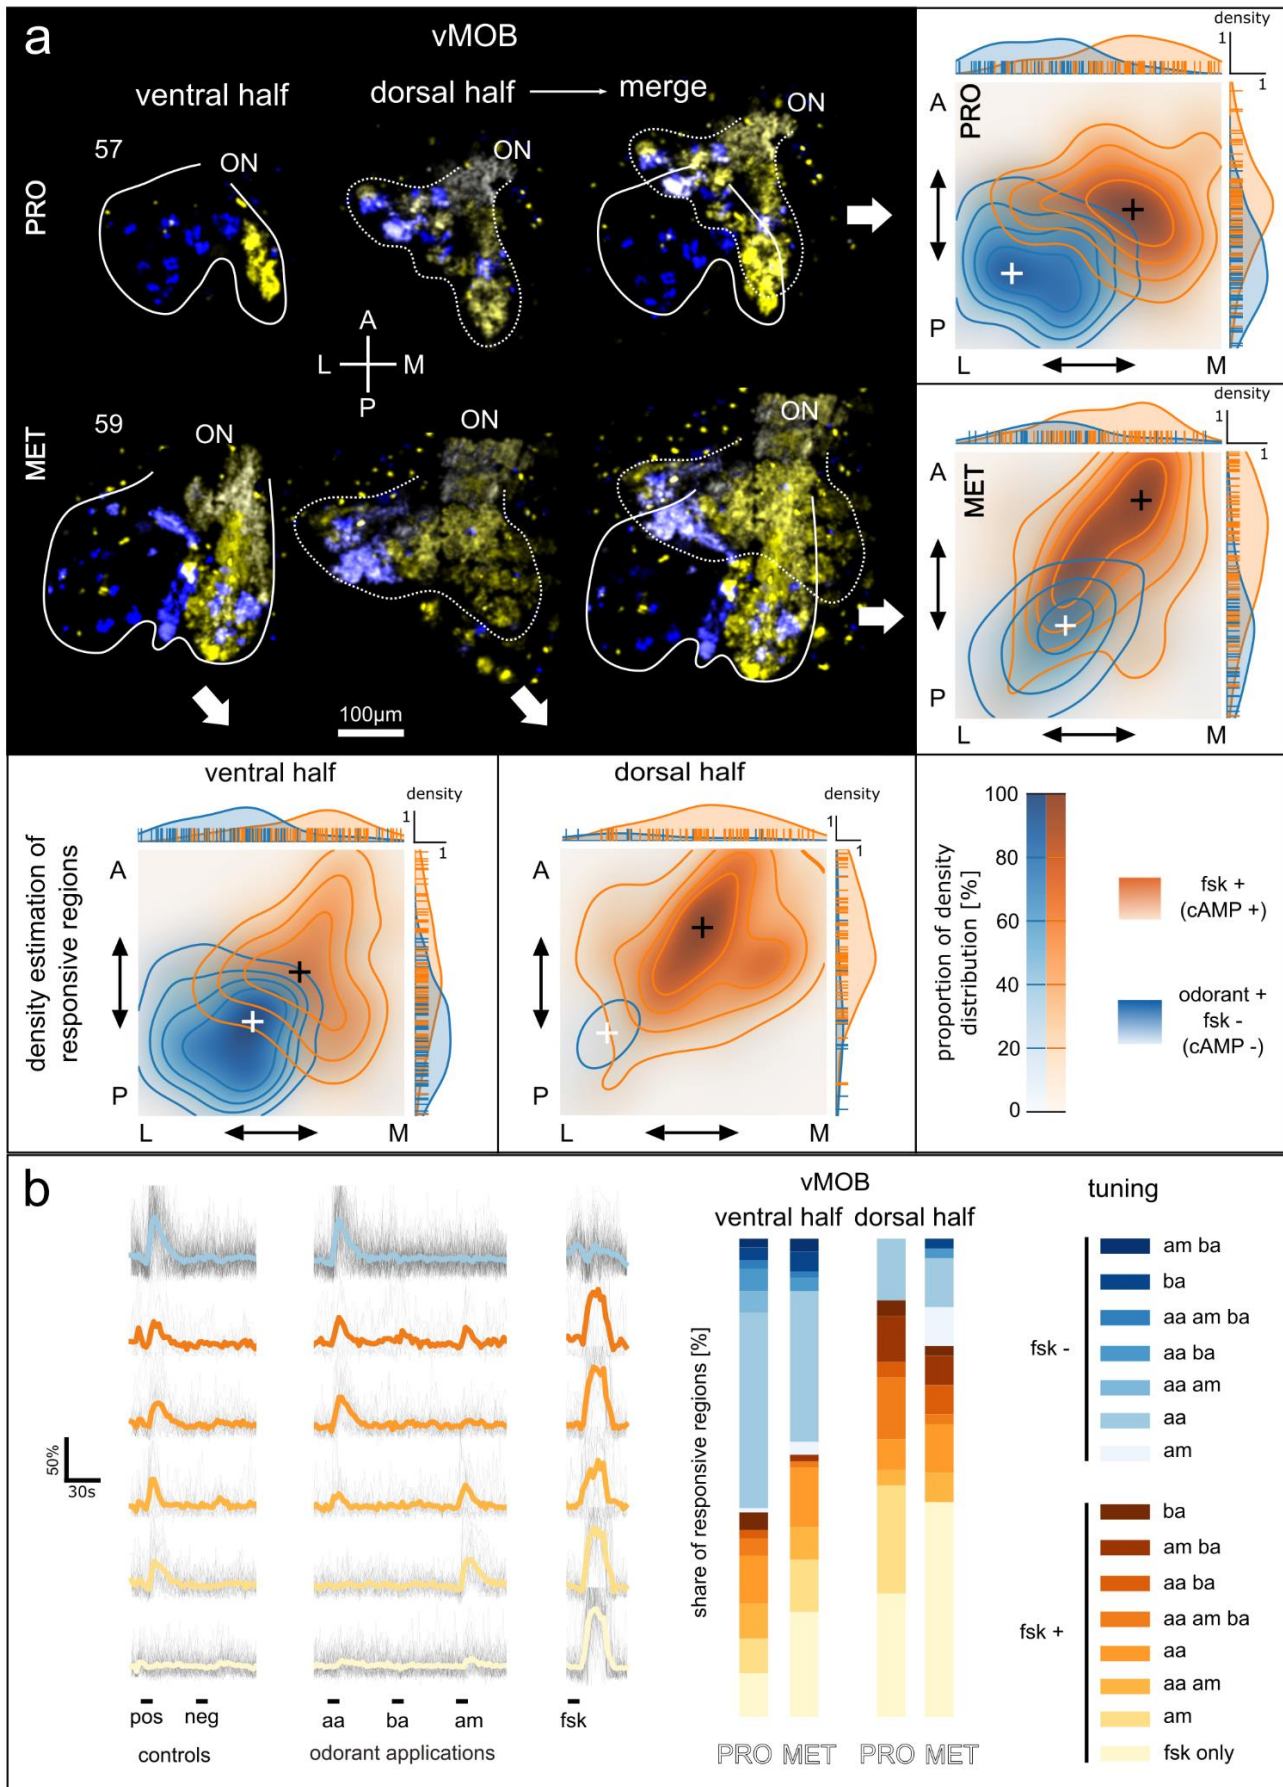 a
vMOB
ventral half
dorsal half
merge
57
ON
ON
ON
PRO
A
L
M
P
59
ON
ON
ON
MET
100µm
density
1
1
A
PRO
P
L
M
density
1
1
A
MET
P
L
M
ventral half
density
1
1
density estimation of
responsive regions
A
P
L
M
dorsal half
density
1
1
A
P
L
M
100
80
60
40
20
0
proportion of density
distribution [%]
fsk +
(cAMP +)
odorant +
fsk -
(cAMP -)
b
50%
30s
pos
neg
controls
aa
ba
am
odorant applications
fsk
vMOB
ventral half
dorsal half
share of responsive regions [%]
PRO
MET
PRO
MET
tuning
fsk -
am ba
ba
aa am ba
aa ba
aa am
aa
am
fsk +
ba
am ba
aa ba
aa am ba
aa
aa am
am
fsk only